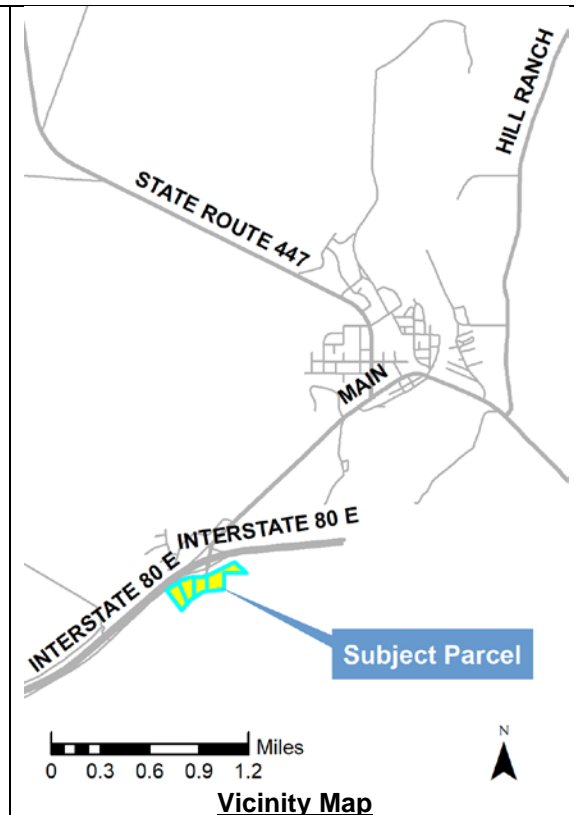 HILL RANCH
STATE ROUTE 447
MAIN
INTERSTATE 80 E
INTERSTATE 80 E
Subject Parcel
Miles
0 0.3 0.6 0.9 1.2
N
Vicinity Map